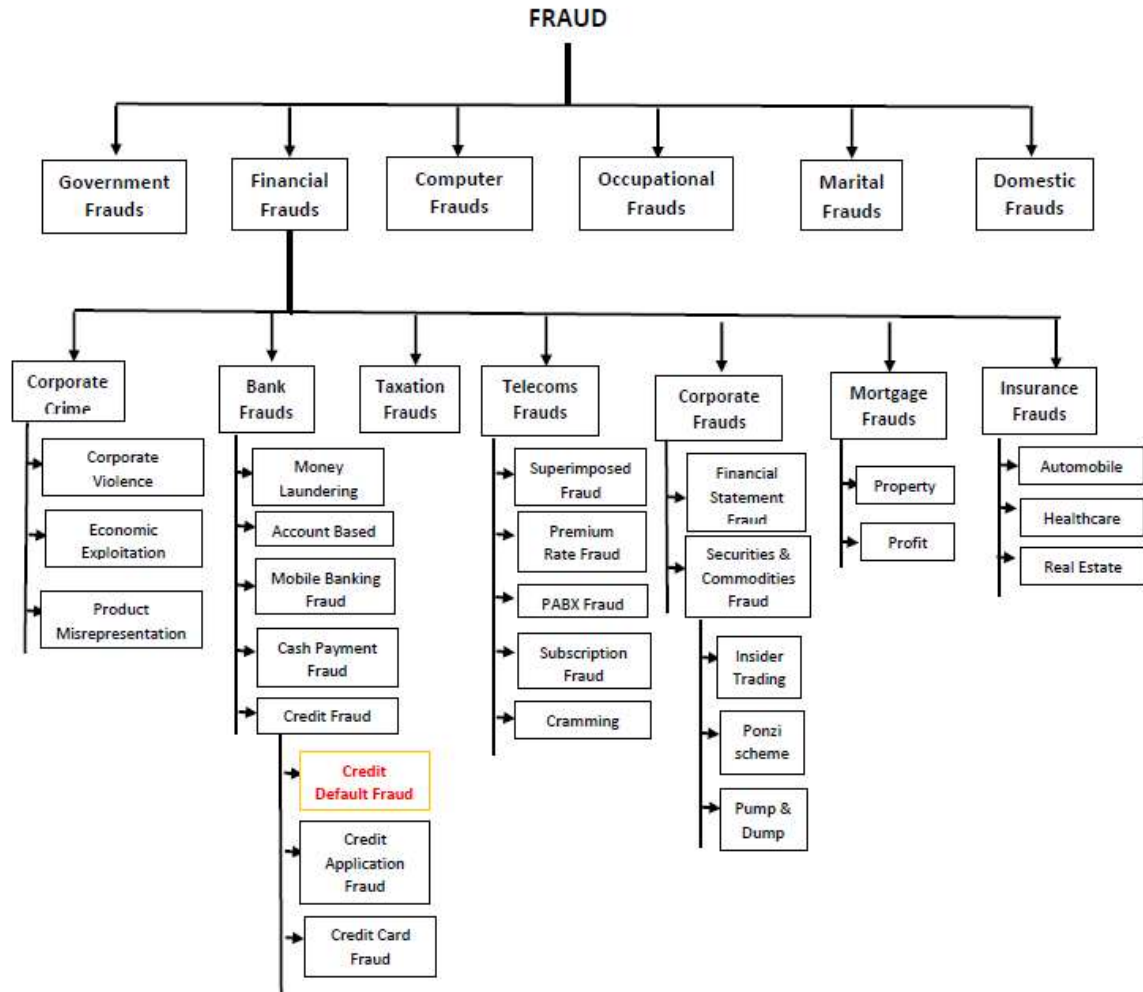 FRAUD
Government
Frauds
Financial
Frauds
Computer
Frauds
Occupational
Frauds
Marital
Frauds
Domestic
Frauds
Corporate
Crime
Corporate
Violence
Economic
Exploitation
Product
Misrepresentation
Bank
Frauds
Money
Laundering
Account Based
Mobile Banking
Fraud
Cash Payment
Fraud
Credit Fraud
Credit
Default Fraud
Credit
Application
Fraud
Credit Card
Fraud
Taxation
Frauds
Telecoms
Frauds
Superimposed
Fraud
Premium
Rate Fraud
PABX Fraud
Subscription
Fraud
Cramming
Corporate
Frauds
Financial
Statement
Fraud
Securities &
Commodities
Fraud
Insider
Trading
Ponzi
scheme
Pump &
Dump
Mortgage
Frauds
Property
Profit
Insurance
Frauds
Automobile
Healthcare
Real Estate